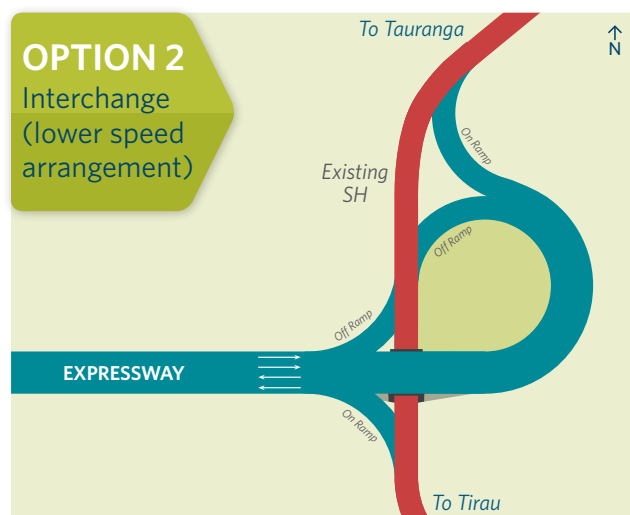 OPTION 2
Interchange
(lower speed
arrangement)
To Tauranga
N
On Ramp
Existing
SH
Off Ramp
Off Ramp
EXPRESSWAY
On Ramp
To Tirau